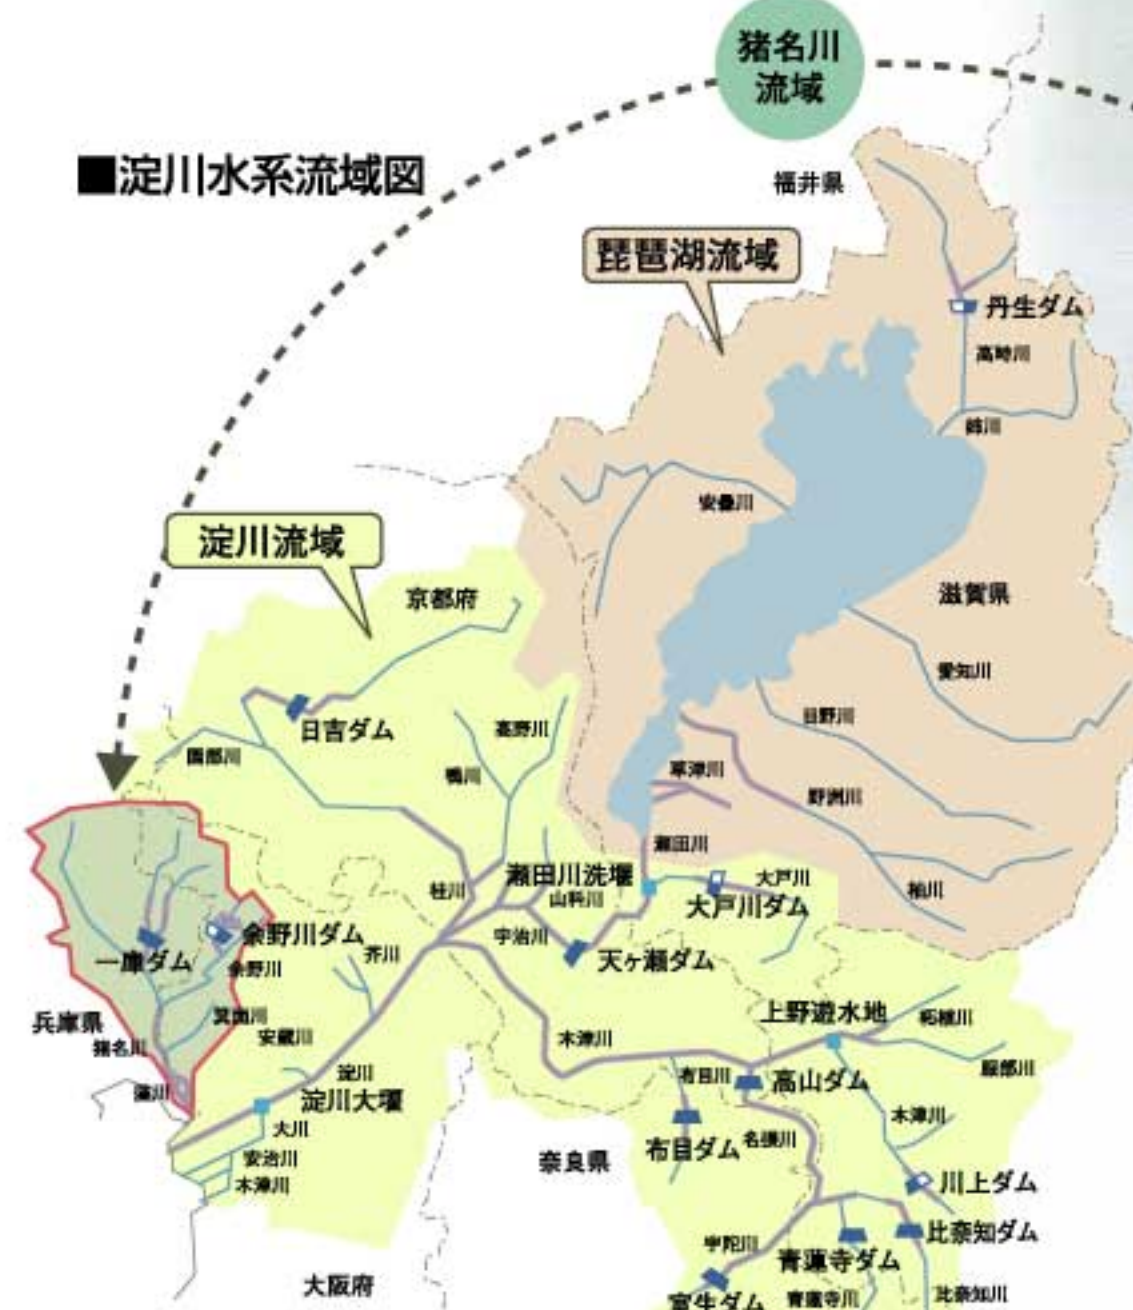 猪名川
流域
■淀川水系流域図
福井県
琵琶湖流域
丹生ダム
高時川
姉川
安曇川
淀川流域
京都府
滋賀県
愛知川
日野川
日吉ダム
高野川
園部川
鴨川
草津川
野洲川
瀬田川
瀬田川洗堰
大戸川
桂川
山科川
杣川
大戸川ダム
余野川ダム
宇治川
芥川
天ヶ瀬ダム
一庫ダム
余野川
兵庫県
箕面川
上野遊水地
柘植川
安威川
木津川
猪名川
服部川
淀川
布目川
高山ダム
藻川
淀川大堰
木津川
大川
名張川
布目ダム
安治川
奈良県
木津川
川上ダム
比奈知ダム
宇陀川
青蓮寺ダム
大阪府
室生ダム
青蓮寺川
比奈知川